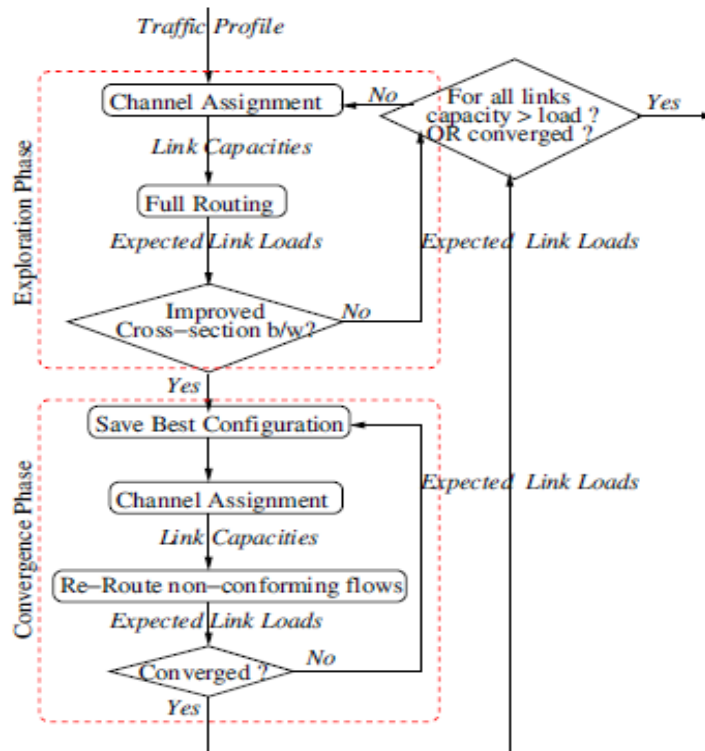 Traffic Profile
Channel Assignment
No
For all links
capacity > load ?
OR converged ?
Yes
Link Capacities
Full Routing
Expected Link Loads
Expected Link Loads
Exploration Phase
Improved
Cross-section b/w?
No
Yes
Save Best Configuration
Expected Link Loads
Channel Assignment
Link Capacities
Re-Route non-conforming flows
Expected Link Loads
Convergence Phase
Converged ?
No
Yes